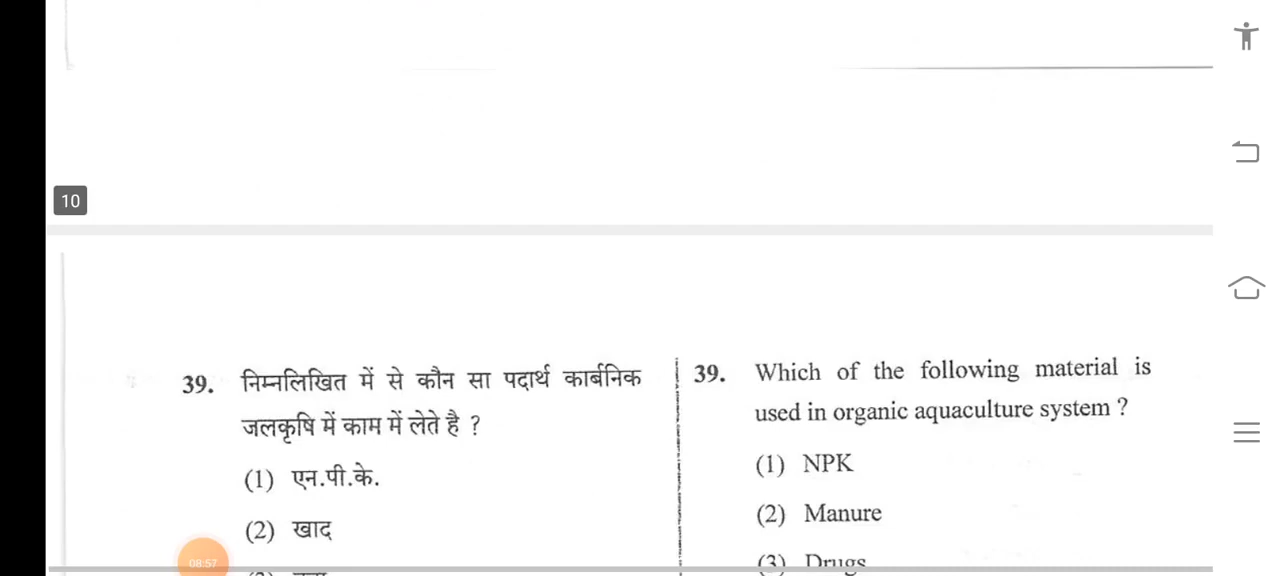 10
39. निम्नलिखित में से कौन सा पदार्थ कार्बनिक
जलकृषि में काम में लेते है ?
(1) एन.पी.के.
(2) खाद
39. Which of the following material is
used in organic aquaculture system ?
(1) NPK
(2) Manure
(3) Drugs
08:57